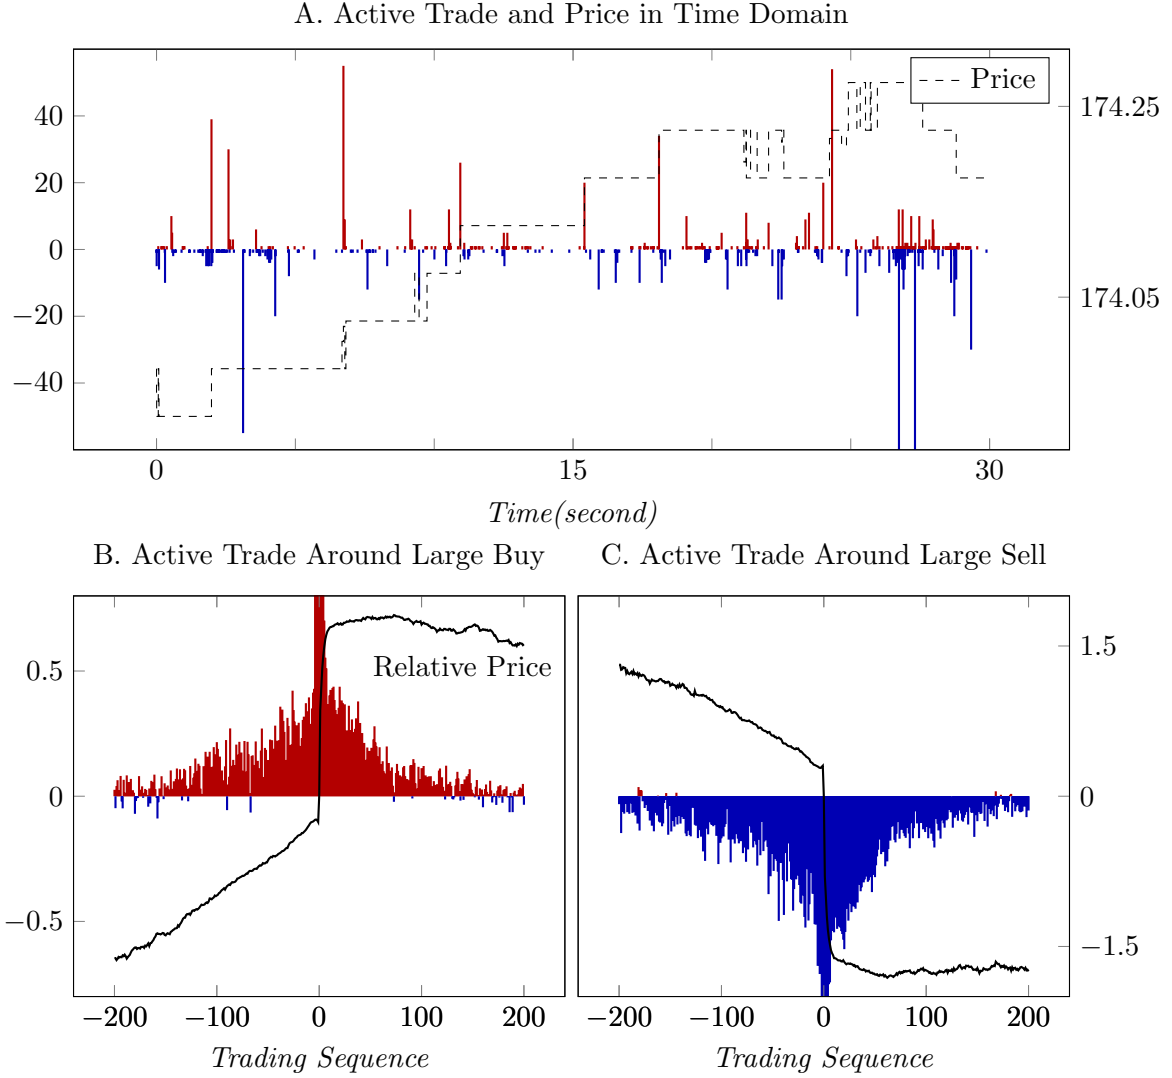 A. Active Trade and Price in Time Domain
Price
40
20
0
−20
−40
174.25
174.05
0 15 30
Time(second)
B. Active Trade Around Large Buy
C. Active Trade Around Large Sell
Relative Price
0.5
0
−0.5
1.5
0
−1.5
−200 −100 0 100 200
−200 −100 0 100 200
Trading Sequence
Trading Sequence